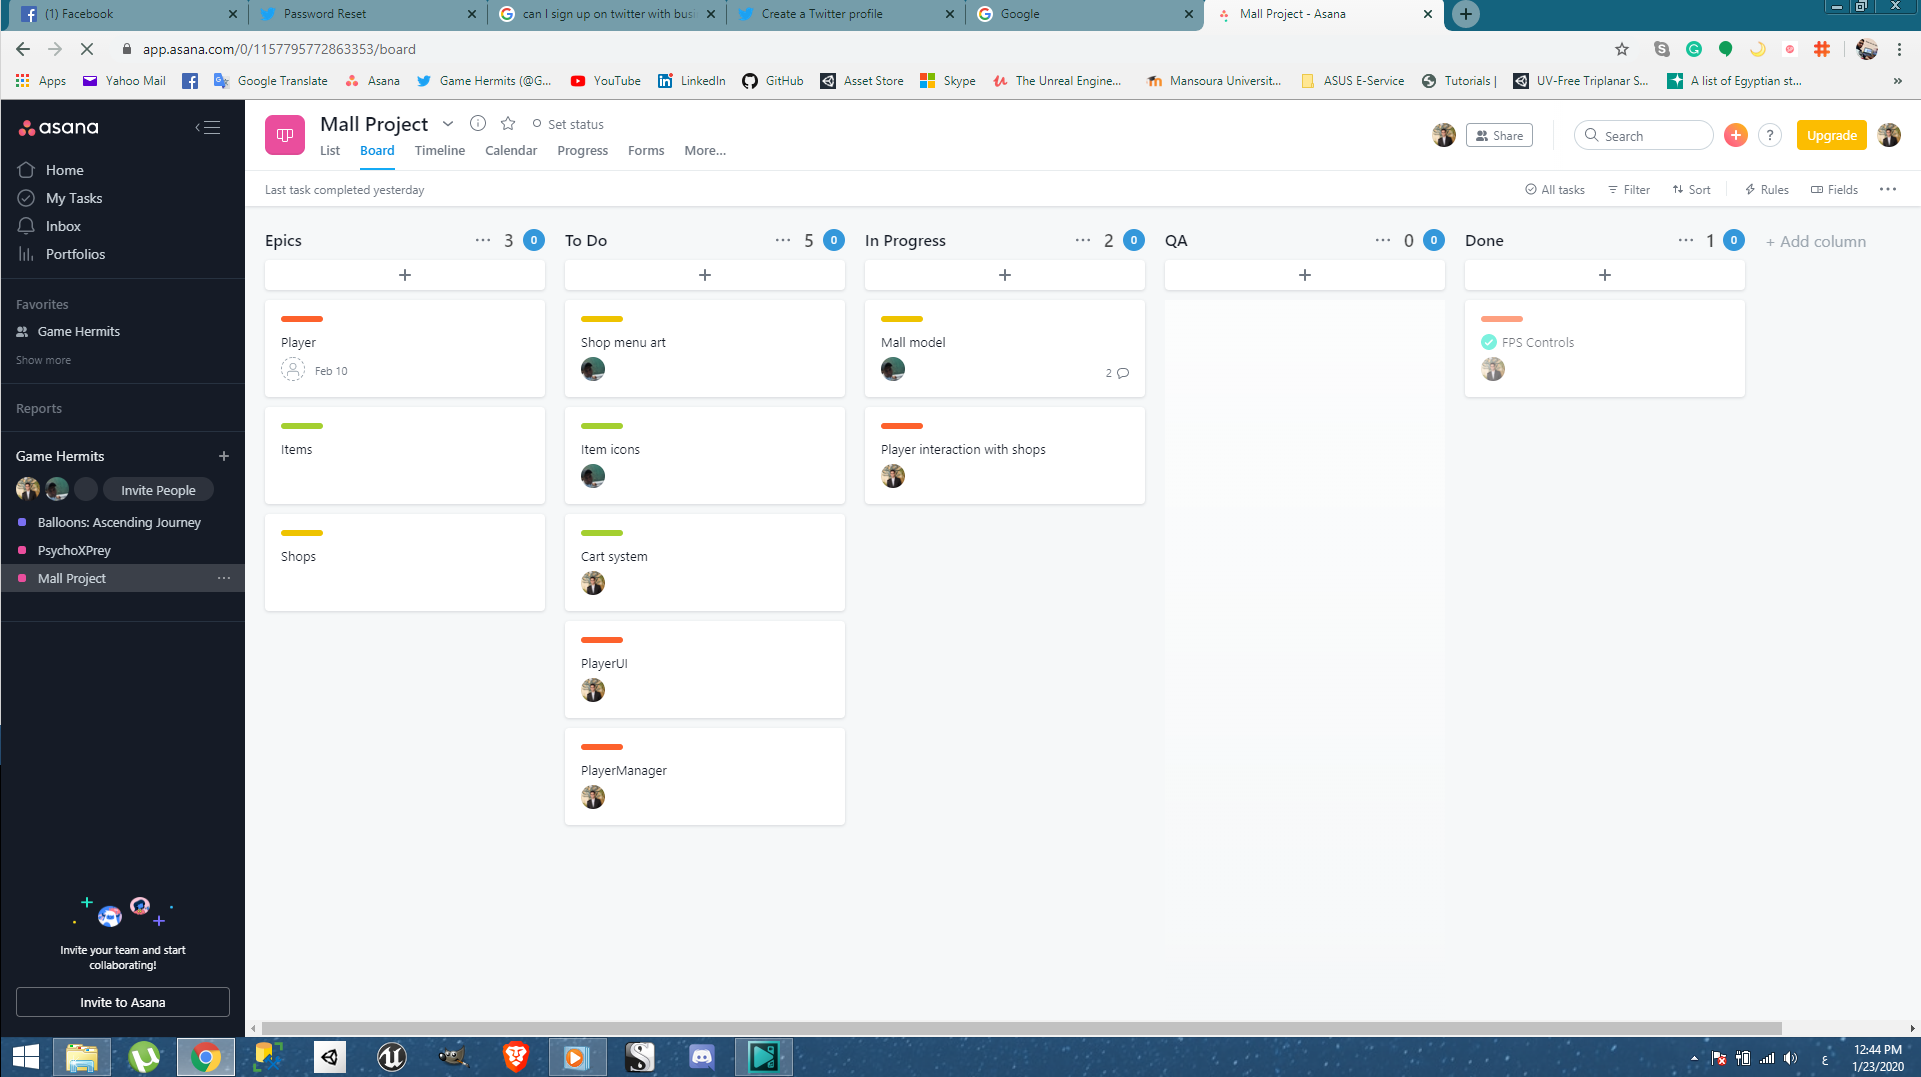 (1) Facebook
Password Reset
can I sign up on twitter with busi
Create a Twitter profile
Google
Mall Project - Asana
app.asana.com/0/1157795772863353/board
Apps
Yahoo Mail
Google Translate
Asana
Game Hermits (@G...
YouTube
LinkedIn
GitHub
Asset Store
Skype
The Unreal Engine...
Mansoura Universit...
ASUS E-Service
Tutorials |
UV-Free Triplanar S...
A list of Egyptian st...
»
asana
Home
My Tasks
Inbox
Portfolios
Favorites
Game Hermits
Show more
Reports
Game Hermits
Invite People
Balloons: Ascending Journey
PsychoXPrey
Mall Project
Invite your team and start
collaborating!
Invite to Asana
Mall Project
Set status
List Board Timeline Calendar Progress Forms More...
Share
Search
?
Upgrade
Last task completed yesterday
All tasks
Filter
Sort
Rules
Fields
Epics ... 3 0
+
Player
Feb 10
Items
Shops
To Do ... 5 0
+
Shop menu art
Item icons
Cart system
PlayerUI
PlayerManager
In Progress ... 2 0
+
Mall model
2
Player interaction with shops
QA ... 0 0
+
Done ... 1 0
+
FPS Controls
+ Add column
ع
12:44 PM
1/23/2020